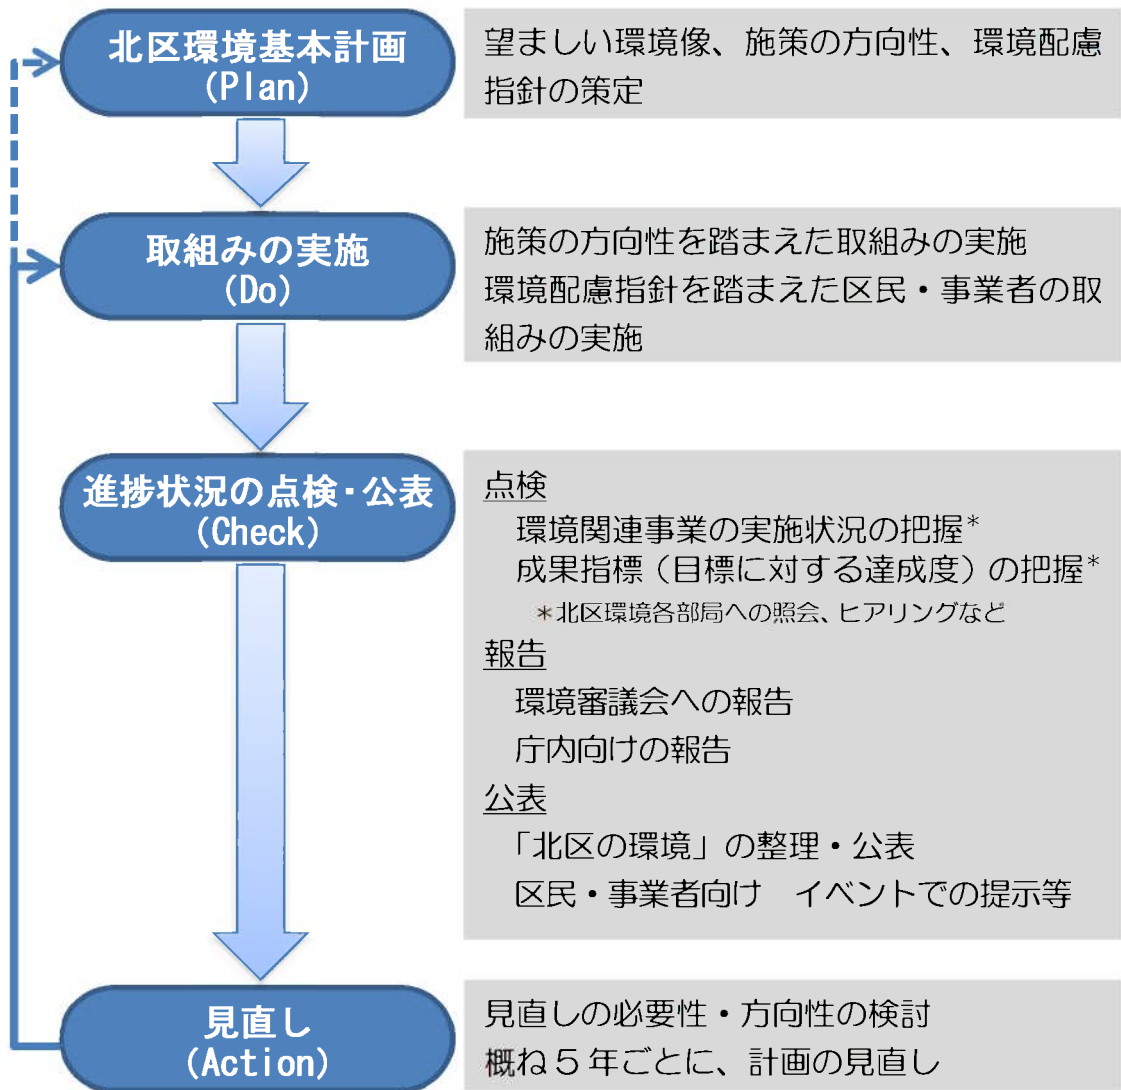 北区環境基本計画
(Plan)
望ましい環境像、施策の方向性、環境配慮
指針の策定
取組みの実施
(Do)
施策の方向性を踏まえた取組みの実施
環境配慮指針を踏まえた区民・事業者の取
組みの実施
進捗状況の点検・公表
(Check)
点検
環境関連事業の実施状況の把握*
成果指標（目標に対する達成度）の把握*
*北区環境各部局への照会、ヒアリングなど
報告
環境審議会への報告
庁内向けの報告
公表
「北区の環境」の整理・公表
区民・事業者向け　イベントでの提示等
見直し
(Action)
見直しの必要性・方向性の検討
概ね５年ごとに、計画の見直し